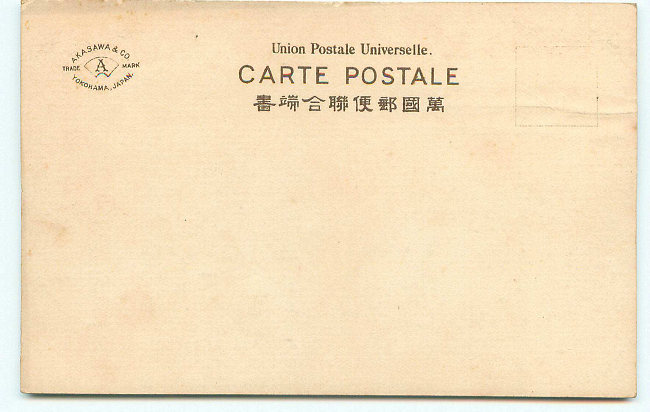 AKASAWA & CO.
TRADE A MARK
YOKOHAMA, JAPAN.
Union Postale Universelle.
CARTE POSTALE
書端合聯便郵國萬